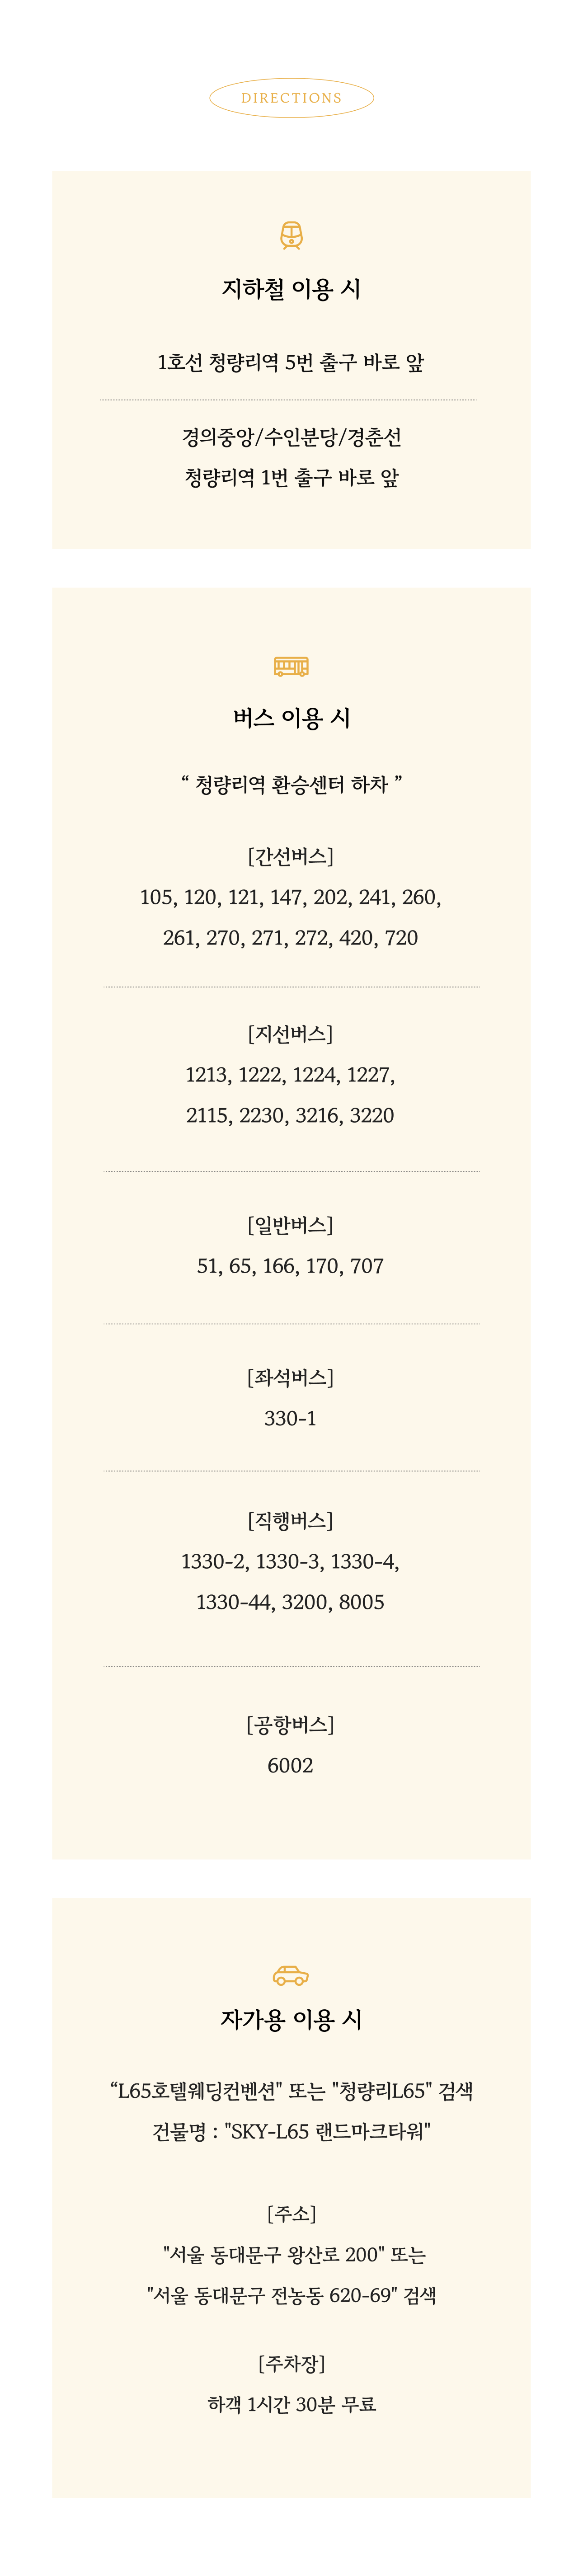 DIRECTIONS
지하철 이용 시
1호선 청량리역 5번 출구 바로 앞
경의중앙/수인분당/경춘선
청량리역 1번 출구 바로 앞
버스 이용 시
“ 청량리역 환승센터 하차 ”
[간선버스]
105, 120, 121, 147, 202, 241, 260,
261, 270, 271, 272, 420, 720
[지선버스]
1213, 1222, 1224, 1227,
2115, 2230, 3216, 3220
[일반버스]
51, 65, 166, 170, 707
[좌석버스]
330-1
[직행버스]
1330-2, 1330-3, 1330-4,
1330-44, 3200, 8005
[공항버스]
6002
자가용 이용 시
“L65호텔웨딩컨벤션" 또는 "청량리L65" 검색
건물명 : "SKY-L65 랜드마크타워"
[주소]
"서울 동대문구 왕산로 200" 또는
"서울 동대문구 전농동 620-69" 검색
[주차장]
하객 1시간 30분 무료